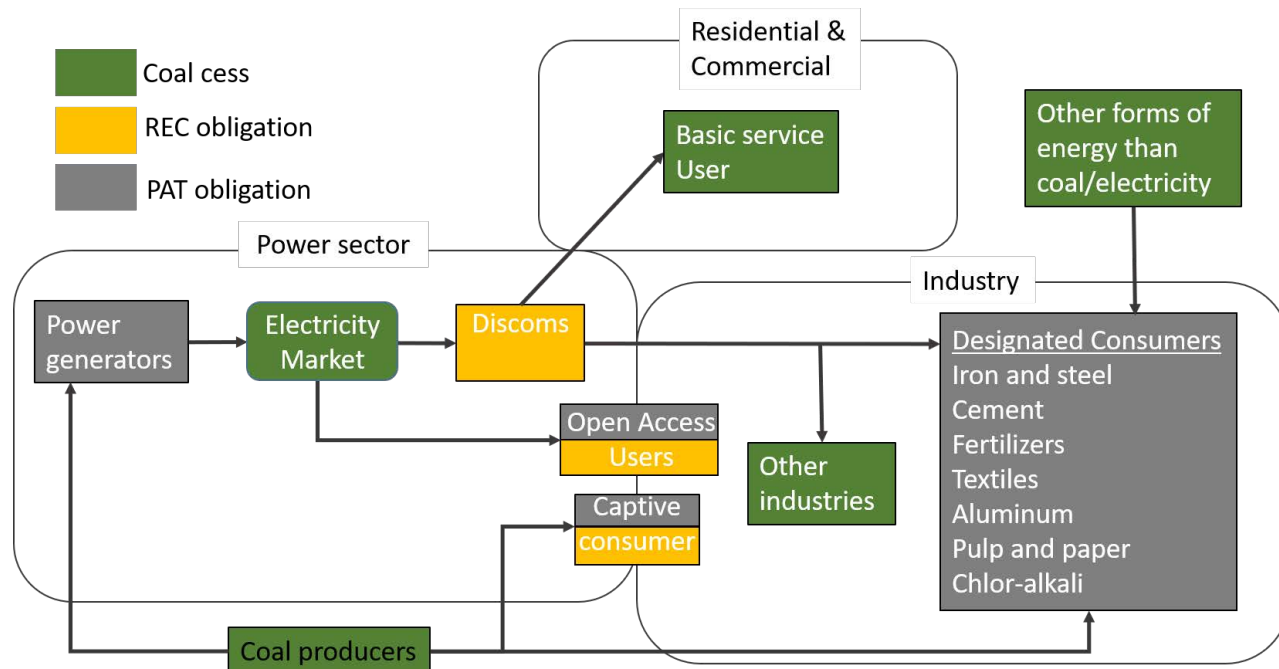 Coal cess
REC obligation
PAT obligation
Residential &
Commercial
Basic service
User
Other forms of
energy than
coal/electricity
Power sector
Industry
Power
generators
Electricity
Market
Discoms
Open Access
Users
Captive
consumer
Other
industries
Designated Consumers
Iron and steel
Cement
Fertilizers
Textiles
Aluminum
Pulp and paper
Chlor-alkali
Coal producers